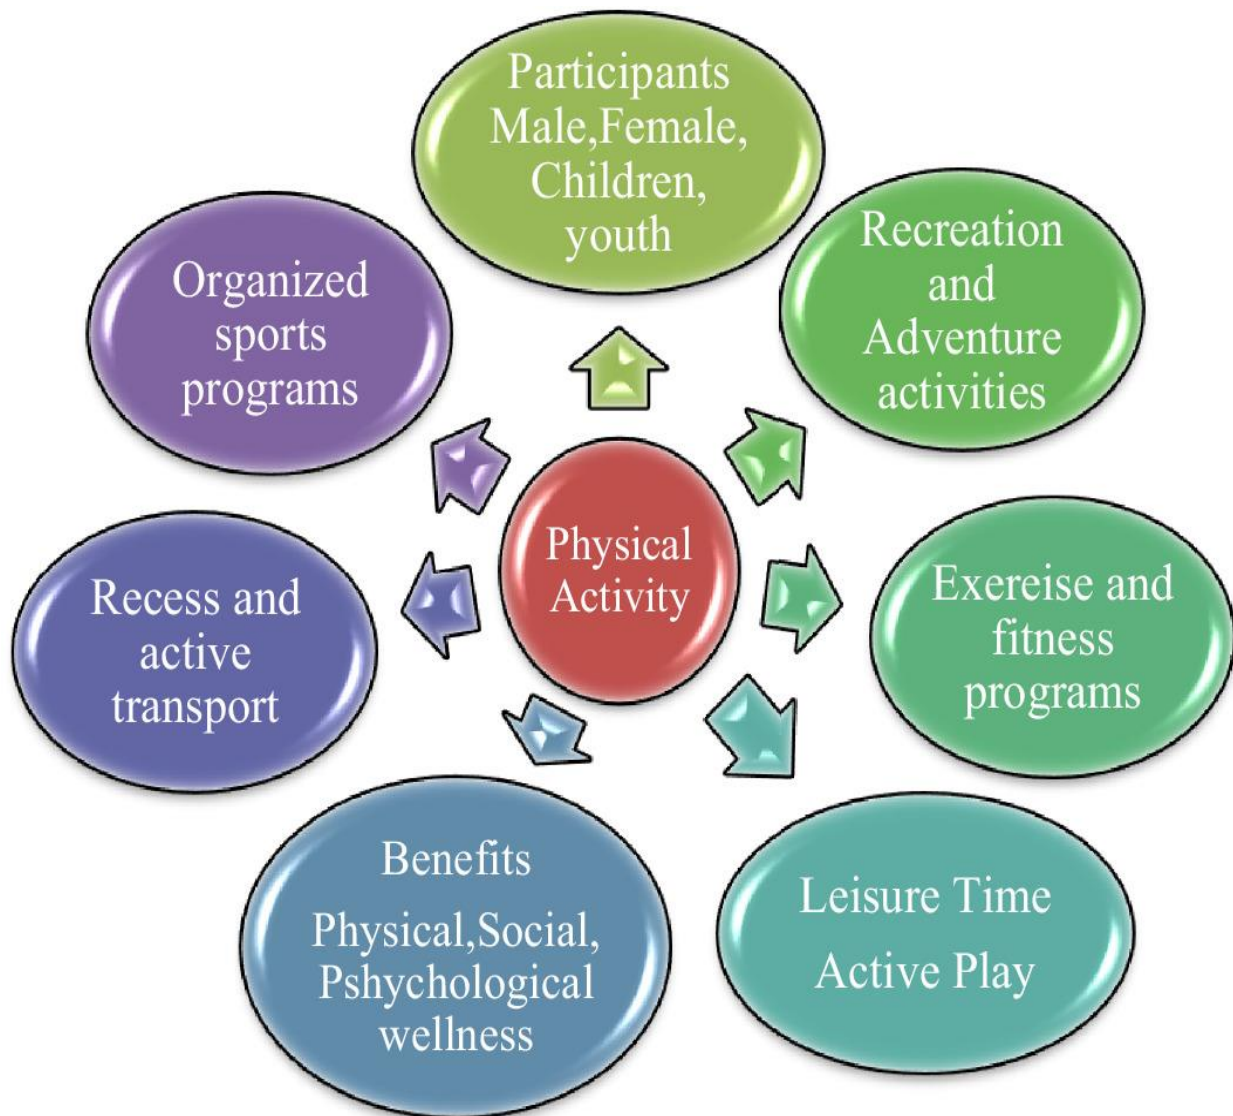 Participants
Male,Female,
Children,
youth
Recreation
and
Adventure
activities
Exereise and
fitness
programs
Leisure Time
Active Play
Benefits
Physical,Social,
Pshychological
wellness
Recess and
active
transport
Organized
sports
programs
Physical
Activity